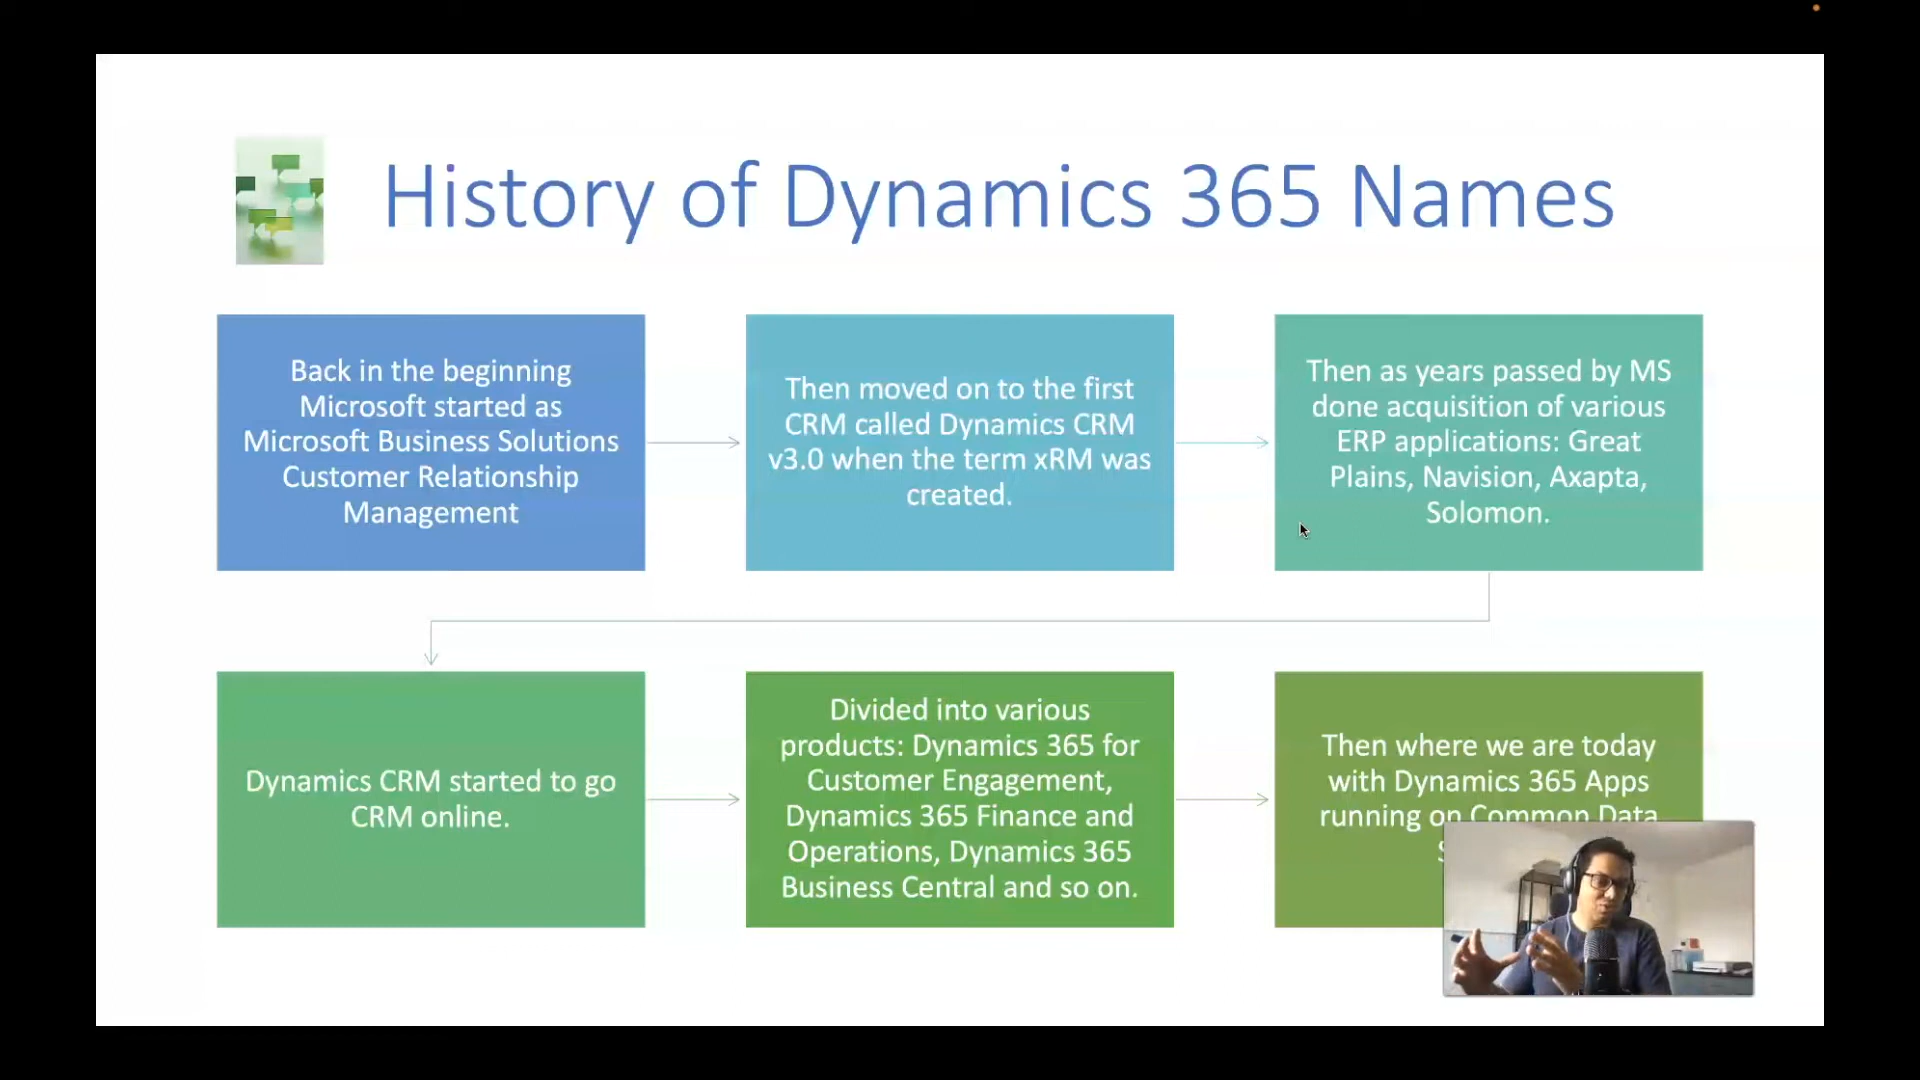 History of Dynamics 365 Names
Back in the beginning
Microsoft started as
Microsoft Business Solutions
Customer Relationship
Management
Then moved on to the first
CRM called Dynamics CRM
v3.0 when the term xRM was
created.
Then as years passed by MS
done acquisition of various
ERP applications: Great
Plains, Navision, Axapta,
Solomon.
Dynamics CRM started to go
CRM online.
Divided into various
products: Dynamics 365 for
Customer Engagement,
Dynamics 365 Finance and
Operations, Dynamics 365
Business Central and so on.
Then where we are today
with Dynamics 365 Apps
running on Common Data